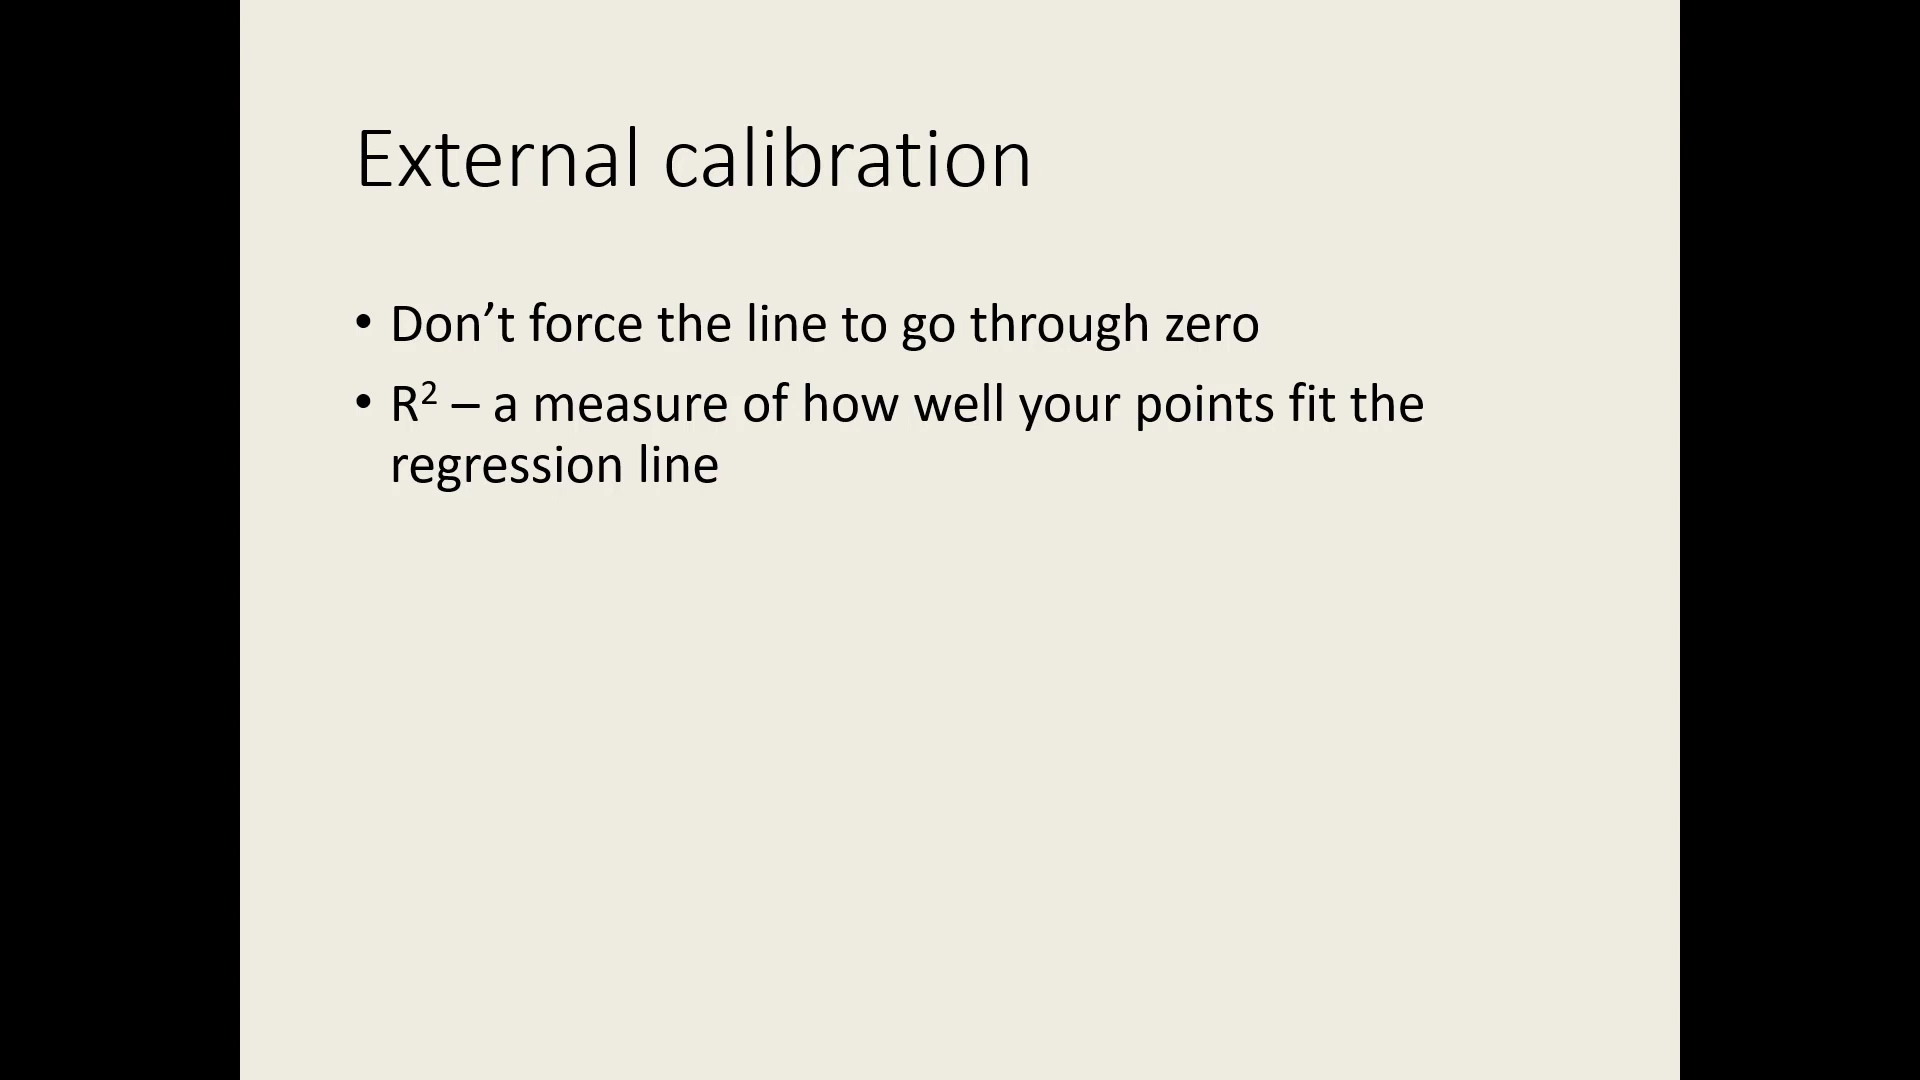 External calibration
• Don’t force the line to go through zero
• R² – a measure of how well your points fit the
regression line